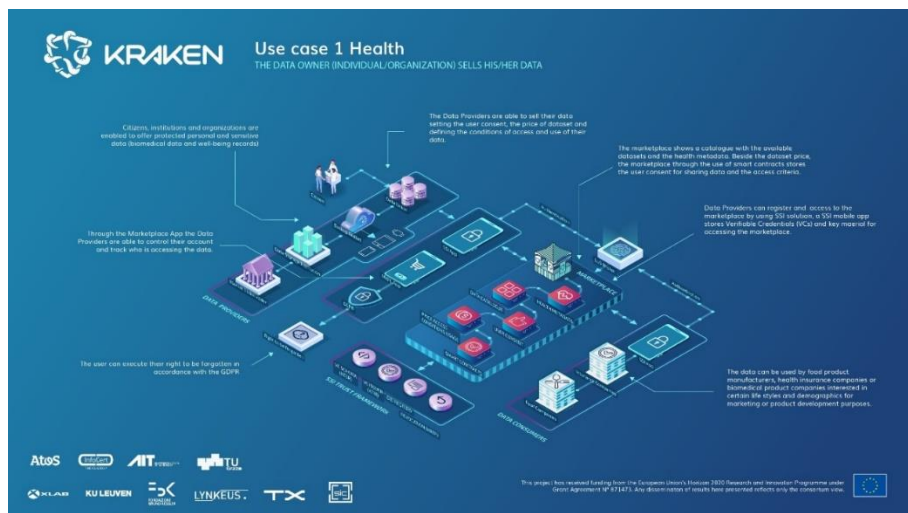 KRAKEN
Use case 1 Health
THE DATA OWNER (INDIVIDUAL/ORGANIZATION) SELLS HIS/HER DATA
Citizens, institutions and organizations are
enabled to offer protected personal and sensitive
data (biomedical data and well-being records)
The Data Providers are able to sell their data
setting the user consent, the price of dataset and
defining the conditions of access and use of their
data.
The marketplace shows a catalogue with the available
datasets and the health metadata. Beside the dataset price,
the marketplace through the use of smart contracts stores
the user consent for sharing data and the access criteria.
Data Providers can register and access to the
marketplace by using SSI solution, a SSI mobile app
stores Verifiable Credentials (VCs) and key material for
accessing the marketplace.
Through the Marketplace App the Data
Providers are able to control their account
and track who is accessing the data.
DATA PROVIDERS
MARKETPLACE
The user can execute their right to be forgotten in
accordance with the GDPR
SSI TRUST FRAMEWORK
DATA CONSUMERS
The data can be used by food product
manufacturers, health insurance companies or
biomedical product companies interested in
certain life styles and demographics for
marketing or product development purposes.
Atos
InfoCert
AIT
TU
XLAB
KU LEUVEN
FBK
LYNKEUS
TX
SIC
This project has received funding from the European Union's Horizon 2020 Research and Innovation Programme under
Grant Agreement Nº 871473. Any dissemination of results here presented reflects only the consortium view.